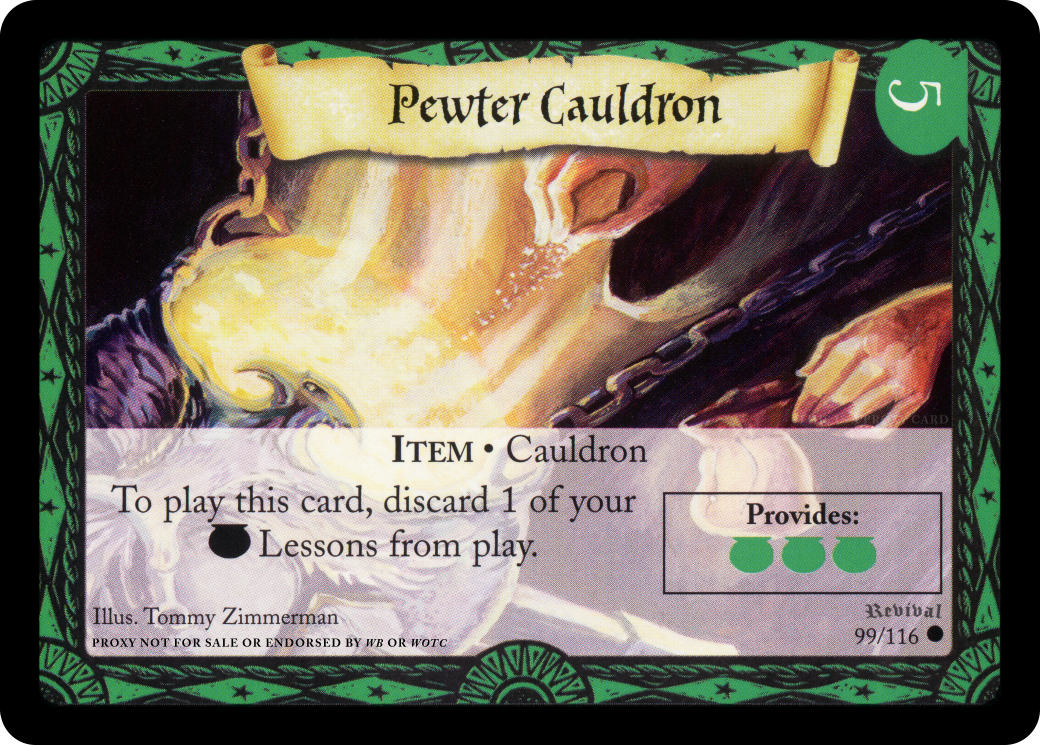 Pewter Cauldron
5
ITEM • Cauldron
To play this card, discard 1 of your
Lessons from play.
Provides:
Illus. Tommy Zimmerman
PROXY NOT FOR SALE OR ENDORSED BY WB OR WOTC
Revival
99/116